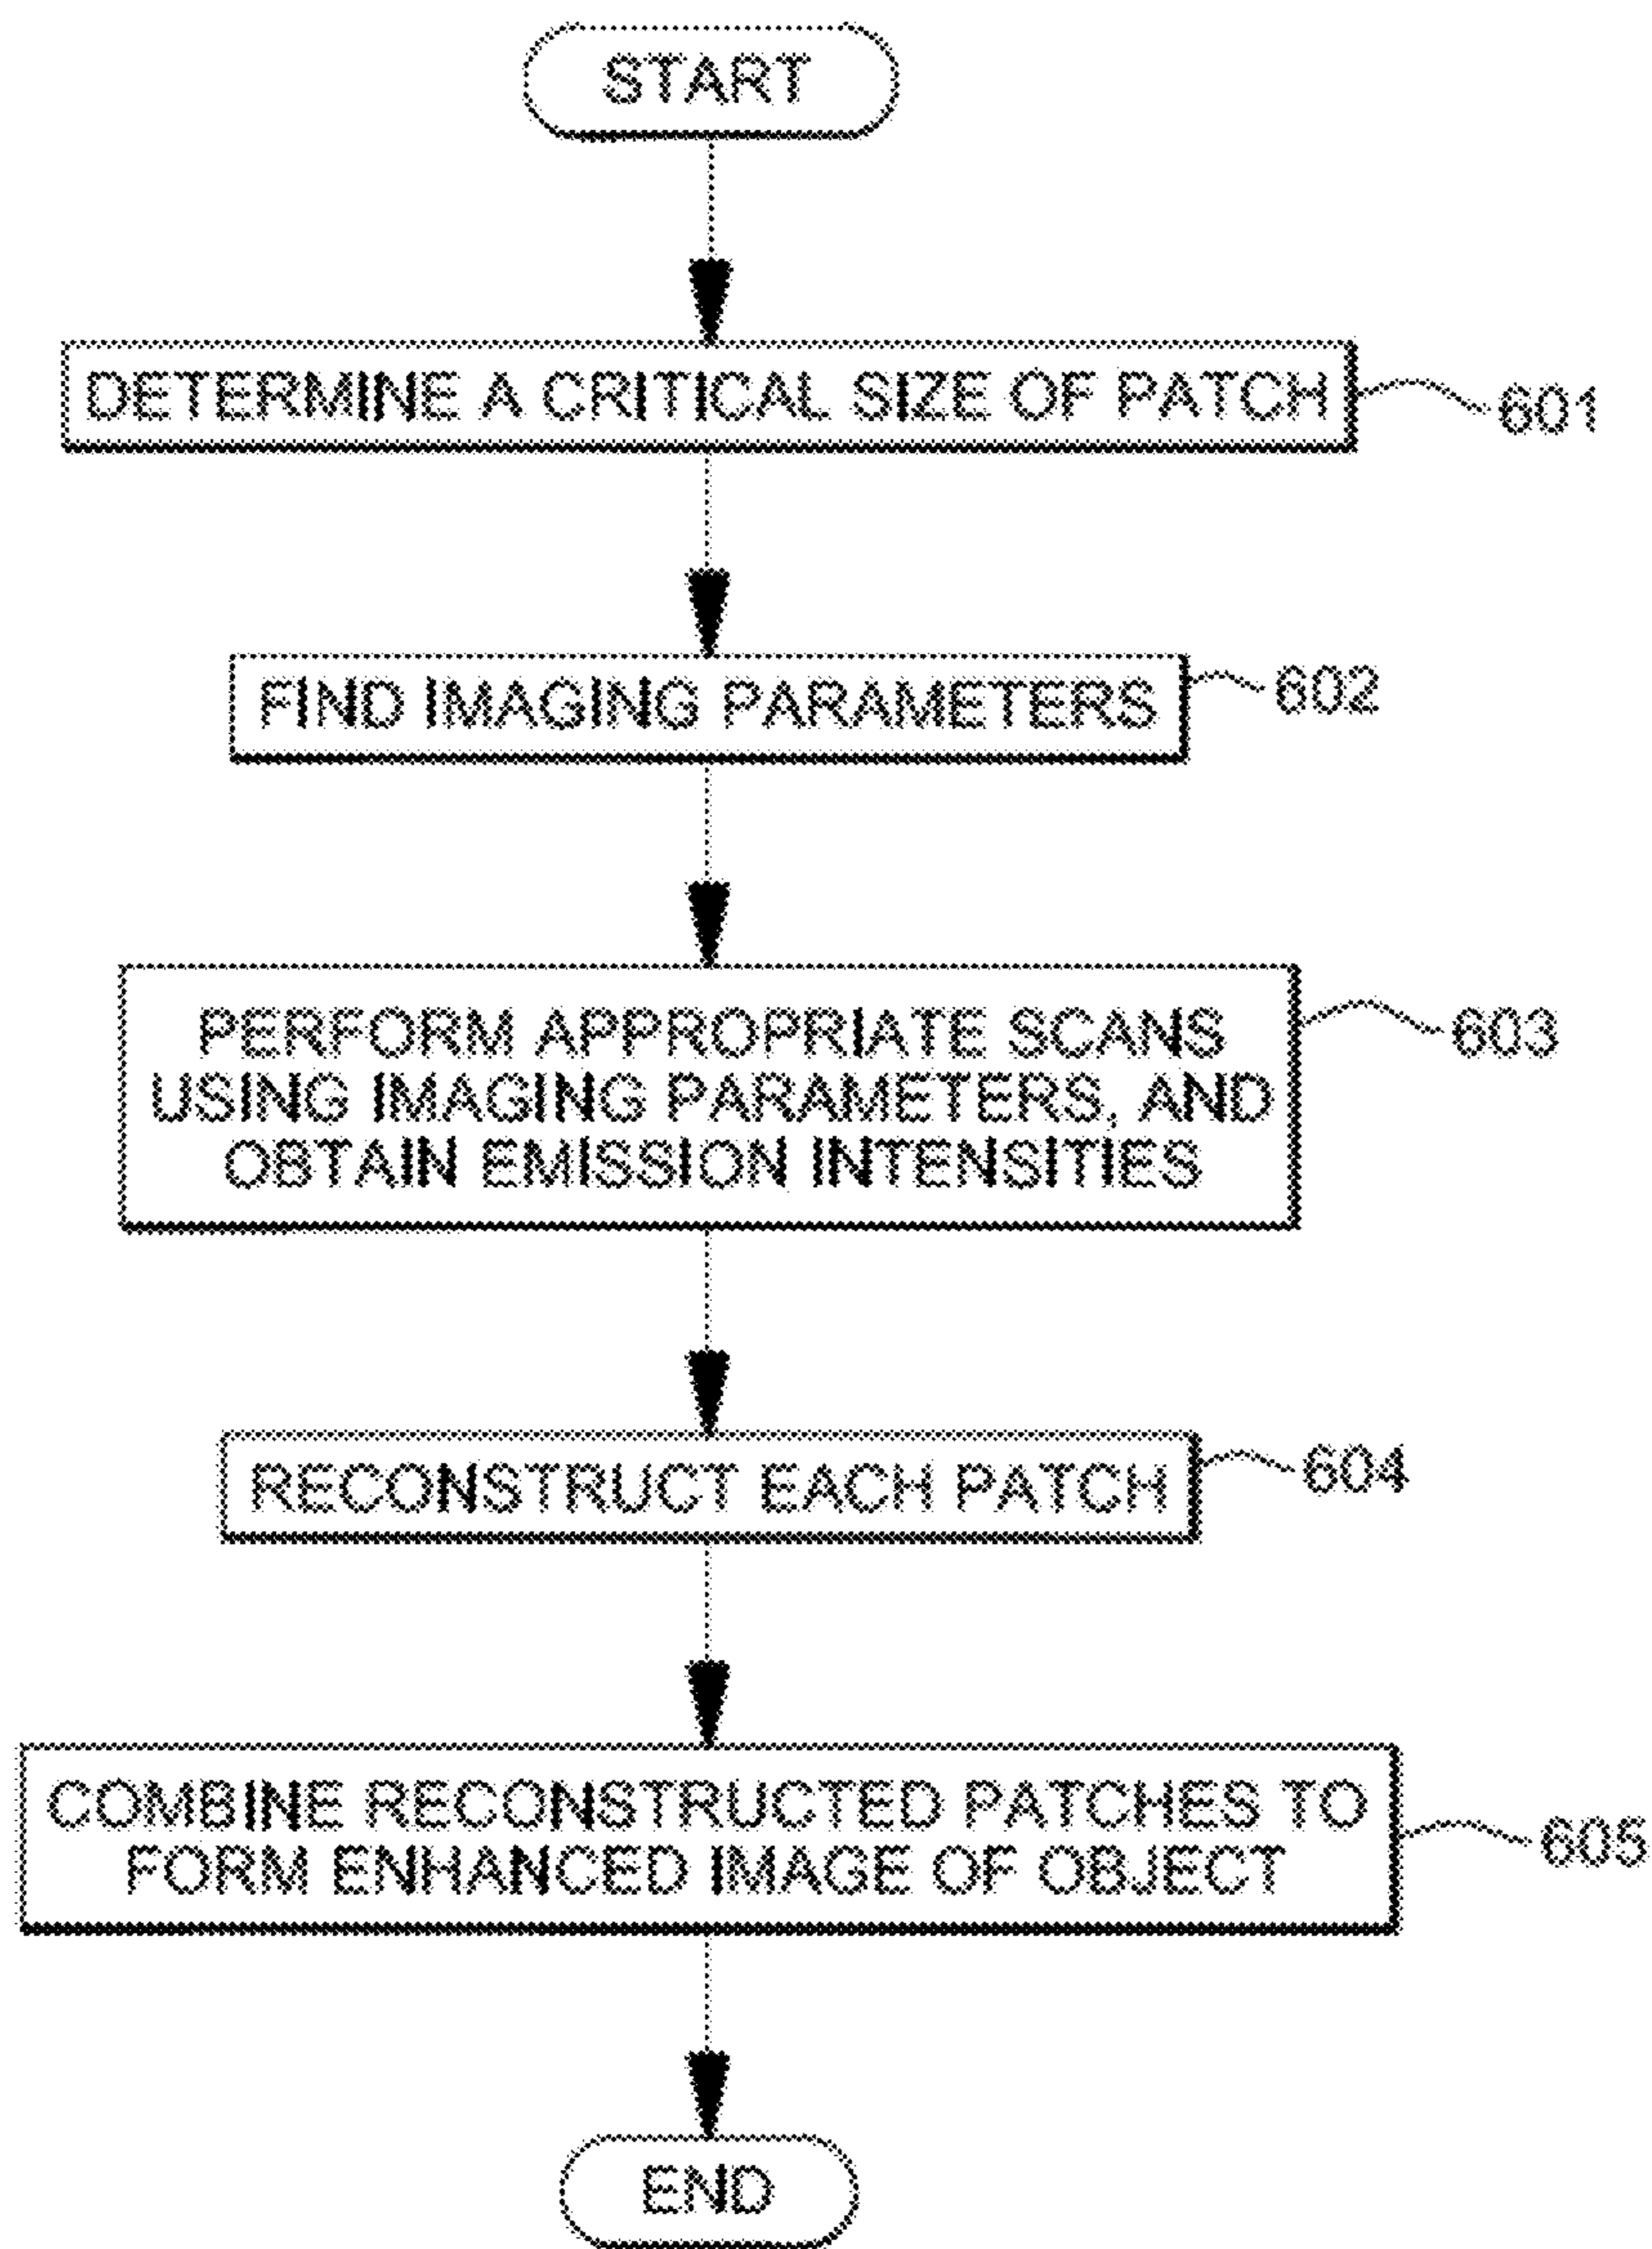 START
DETERMINE A CRITICAL SIZE OF PATCH
601
FIND IMAGING PARAMETERS
602
PERFORM APPROPRIATE SCANS
USING IMAGING PARAMETERS, AND
OBTAIN EMISSION INTENSITIES
603
RECONSTRUCT EACH PATCH
604
COMBINE RECONSTRUCTED PATCHES TO
FORM ENHANCED IMAGE OF OBJECT
605
END